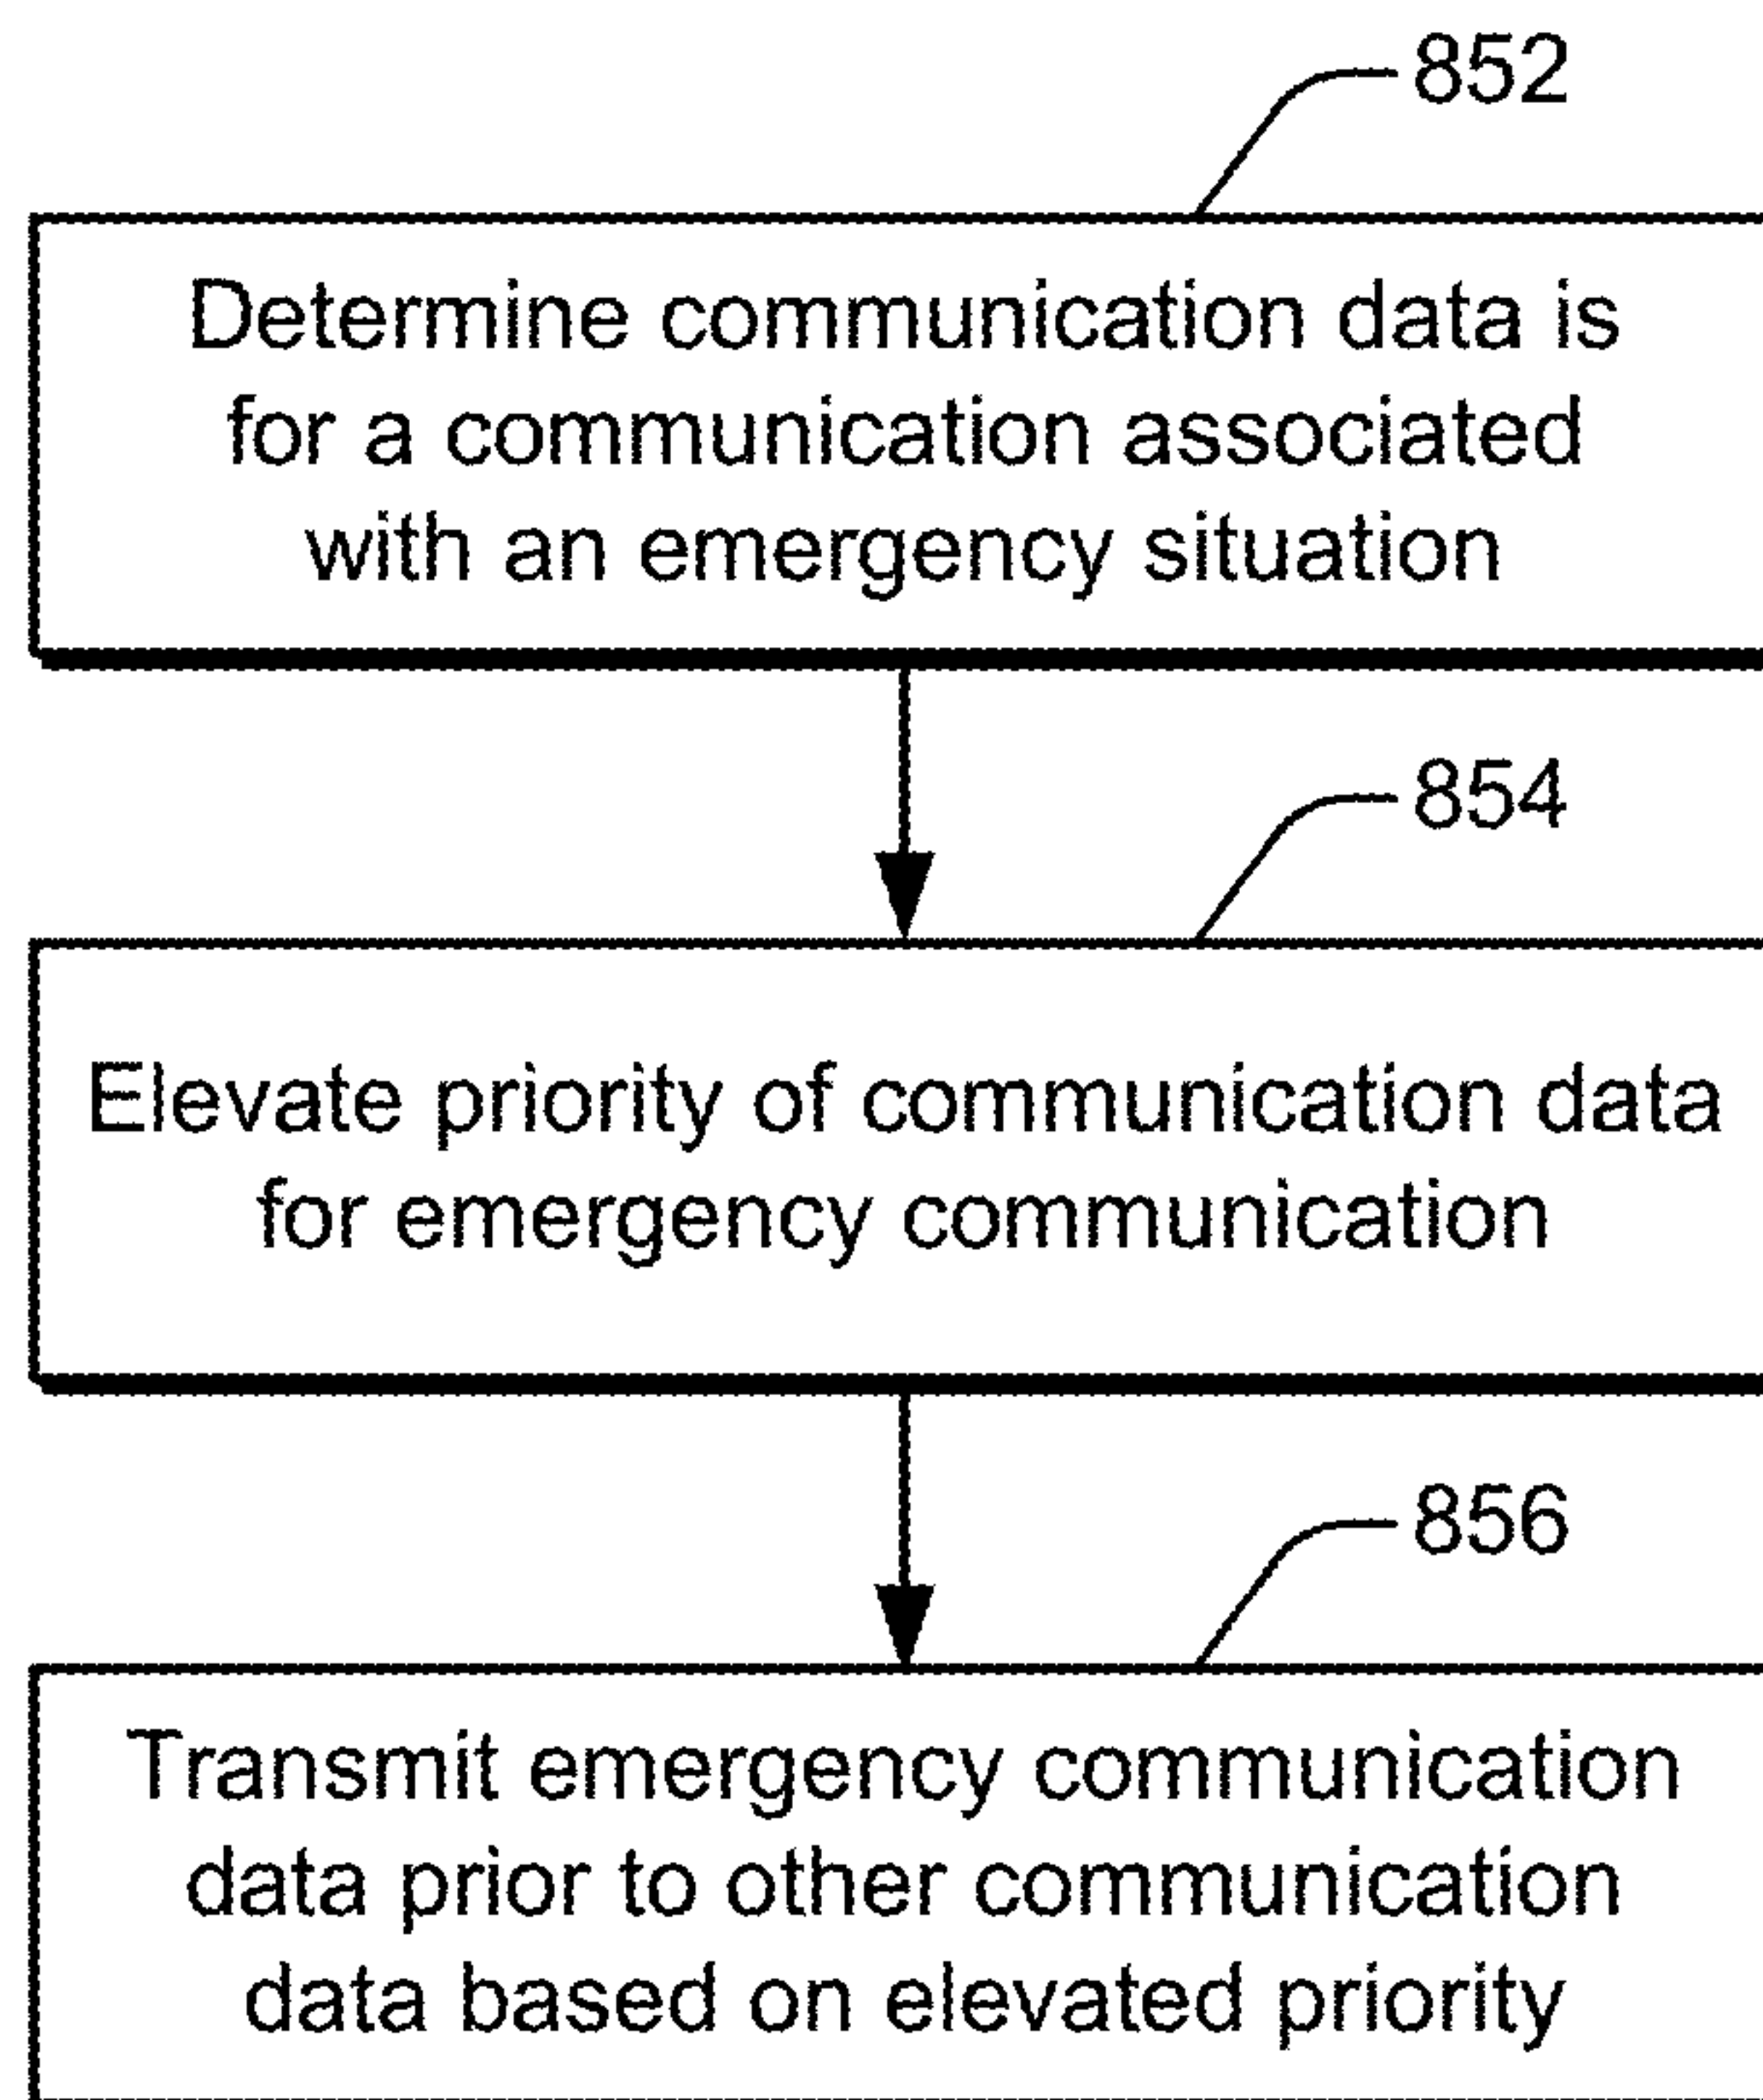 852
Determine communication data is
for a communication associated
with an emergency situation
854
Elevate priority of communication data
for emergency communication
856
Transmit emergency communication
data prior to other communication
data based on elevated priority